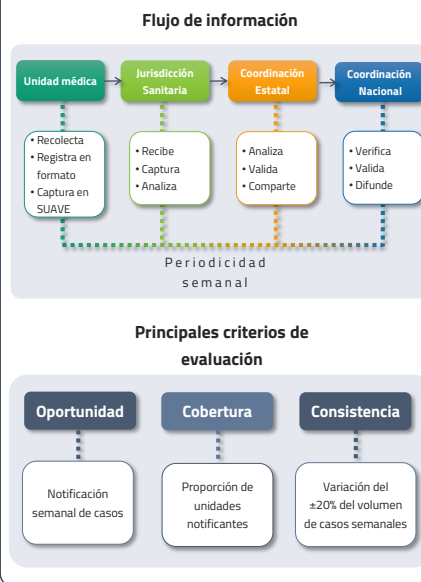 Flujo de información
Unidad médica
Jurisdicción
Sanitaria
Coordinación
Estatal
Coordinación
Nacional
• Recolecta
• Registra en
formato
• Captura en
SUAVE
• Recibe
• Captura
• Analiza
• Analiza
• Valida
• Comparte
• Verifica
• Valida
• Difunde
Periodicidad
semanal
Principales criterios de
evaluación
Oportunidad
Cobertura
Consistencia
Notificación
semanal de casos
Proporción de
unidades
notificantes
Variación del
±20% del volumen
de casos semanales